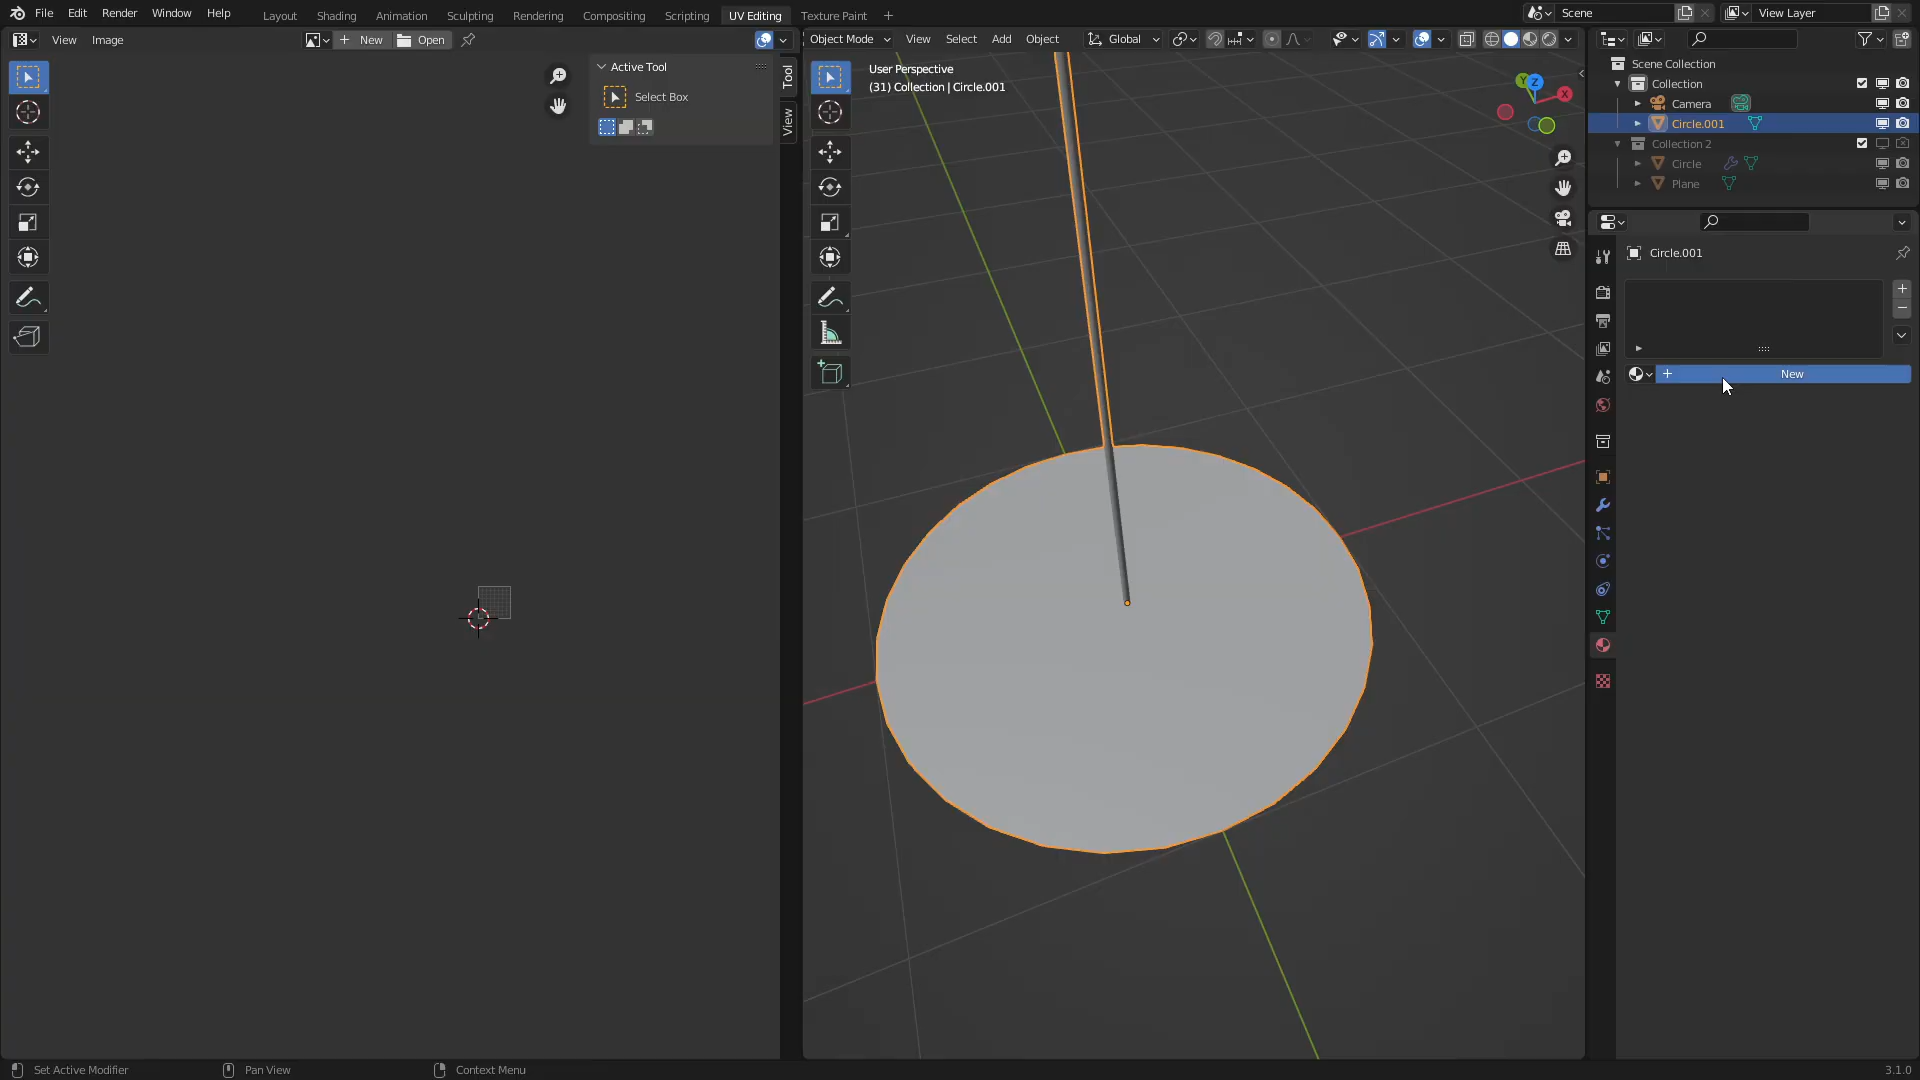 File Edit Render Window Help Layout Shading Animation Sculpting Rendering Compositing Scripting UV Editing Texture Paint + Scene View Layer
View Image New Open
Object Mode View Select Add Object Global
Active Tool
Select Box
Tool
View
User Perspective
(31) Collection | Circle.001
Z
Y
X
Scene Collection
Collection
Camera
Circle.001
Collection 2
Circle
Plane
Circle.001
New
Set Active Modifier Pan View Context Menu 3.1.0